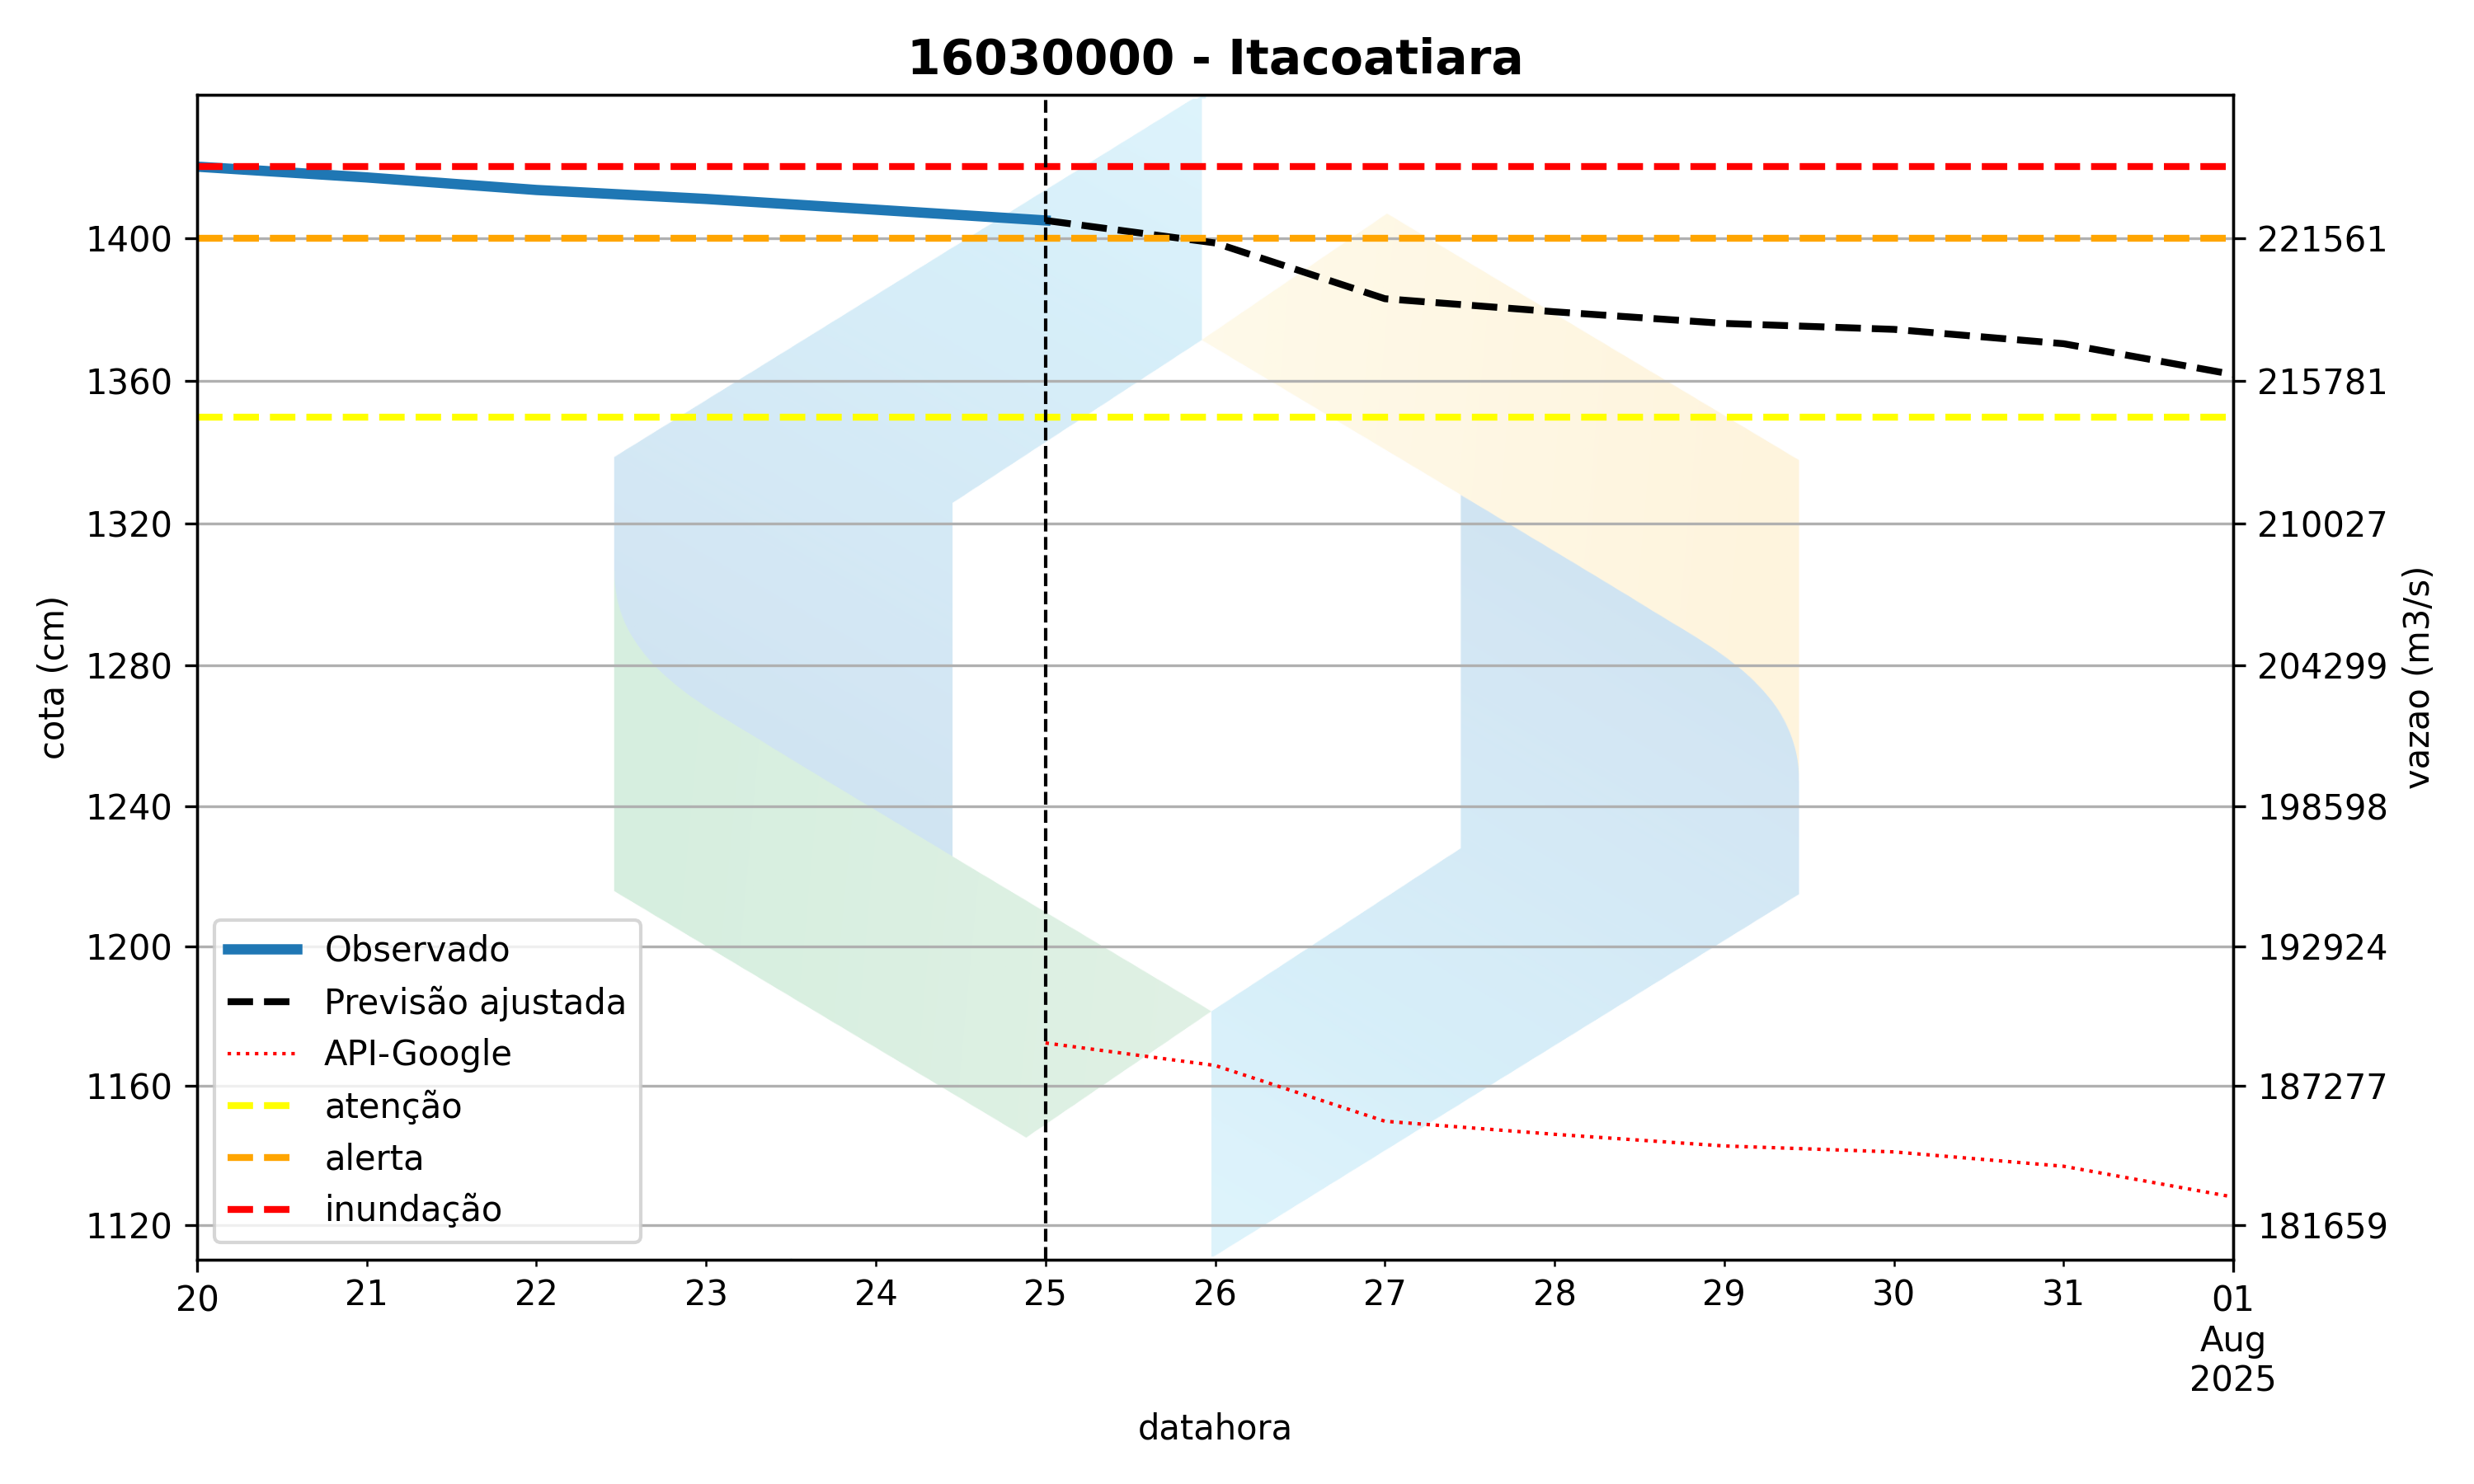 16030000 - Itacoatiara
1400
1360
1320
1280
1240
1200
1160
1120
cota (cm)
221561
215781
210027
204299
198598
192924
187277
181659
vazao (m3/s)
Observado
Previsão ajustada
API-Google
atenção
alerta
inundação
20 21 22 23 24 25 26 27 28 29 30 31 01
Aug
2025
datahora